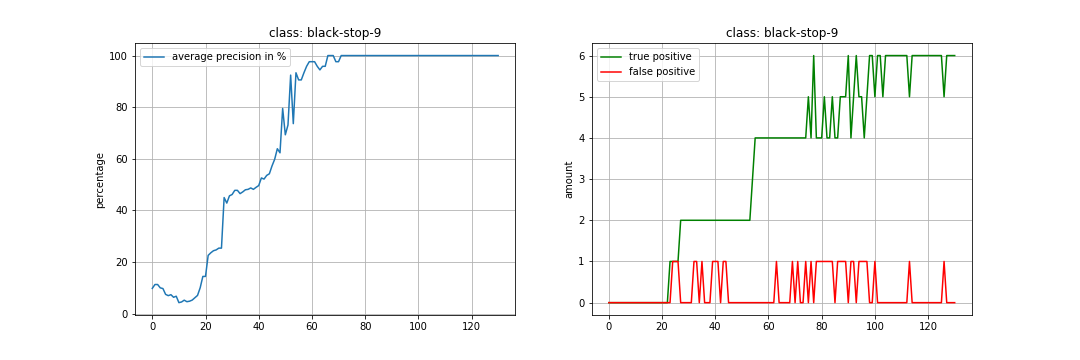 class: black-stop-9
average precision in %
percentage
100
80
60
40
20
0
0 20 40 60 80 100 120
class: black-stop-9
true positive
false positive
amount
6
5
4
3
2
1
0
0 20 40 60 80 100 120